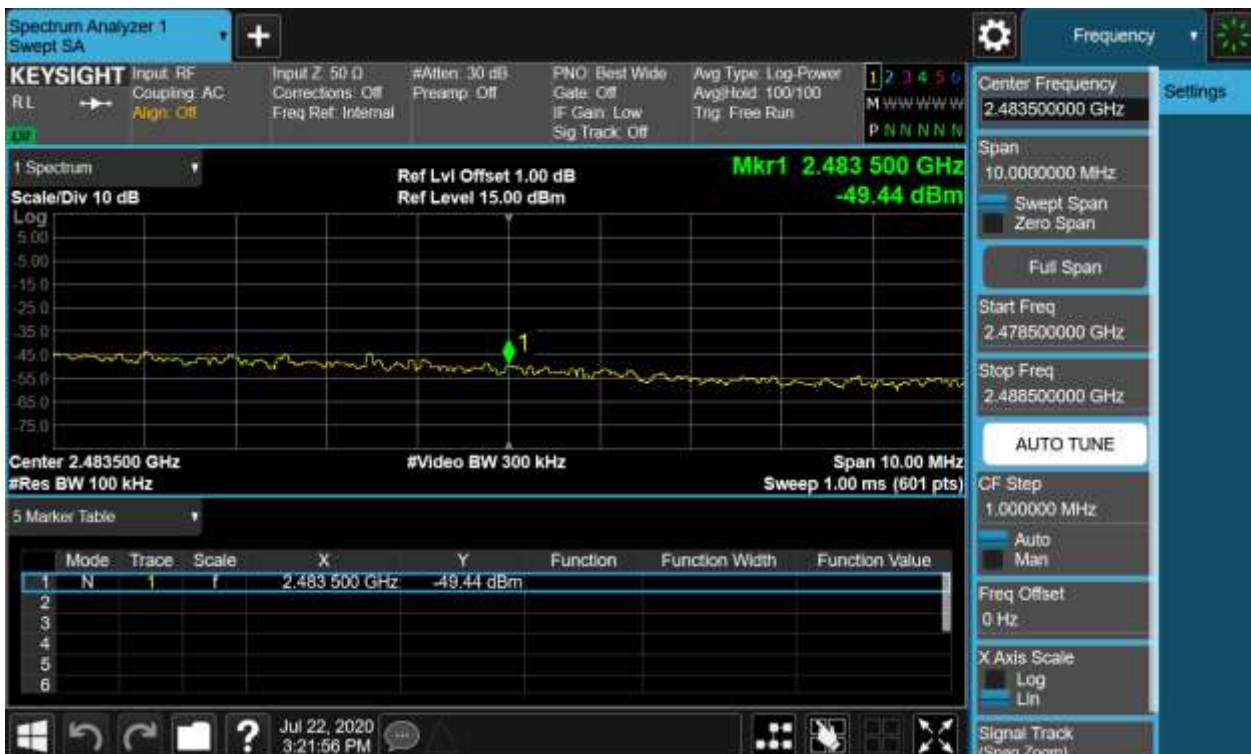 Spectrum Analyzer 1
Swept SA
+
Frequency
KEYSIGHT
RL
Input: RF
Coupling: AC
Align: Off
Input Z: 50 Ω
Corrections: Off
Freq Ref: Internal
#Atten: 30 dB
Preamp: Off
PNO: Best Wide
Gate: Off
IF Gain: Low
Sig Track: Off
Avg Type: Log-Power
Avg|Hold: 100/100
Trig: Free Run
1 2 3 4 5 6
M W W W W W
P N N N N N
1 Spectrum
Scale/Div 10 dB
Ref Lvl Offset 1.00 dB
Ref Level 15.00 dBm
Mkr1 2.483 500 GHz
-49.44 dBm
Log
5.00
-5.00
-15.0
-25.0
-35.0
-45.0
-55.0
-65.0
-75.0
1
Center 2.483500 GHz
#Res BW 100 kHz
#Video BW 300 kHz
Span 10.00 MHz
Sweep 1.00 ms (601 pts)
5 Marker Table
Mode Trace Scale X Y Function Function Width Function Value
1 N 1 f 2.483 500 GHz -49.44 dBm
2
3
4
5
6
Jul 22, 2020
3:21:56 PM
Center Frequency
2.483500000 GHz
Settings
Span
10.0000000 MHz
Swept Span
Zero Span
Full Span
Start Freq
2.478500000 GHz
Stop Freq
2.488500000 GHz
AUTO TUNE
CF Step
1.000000 MHz
Auto
Man
Freq Offset
0 Hz
X Axis Scale
Log
Lin
Signal Track
(Span Zoom)